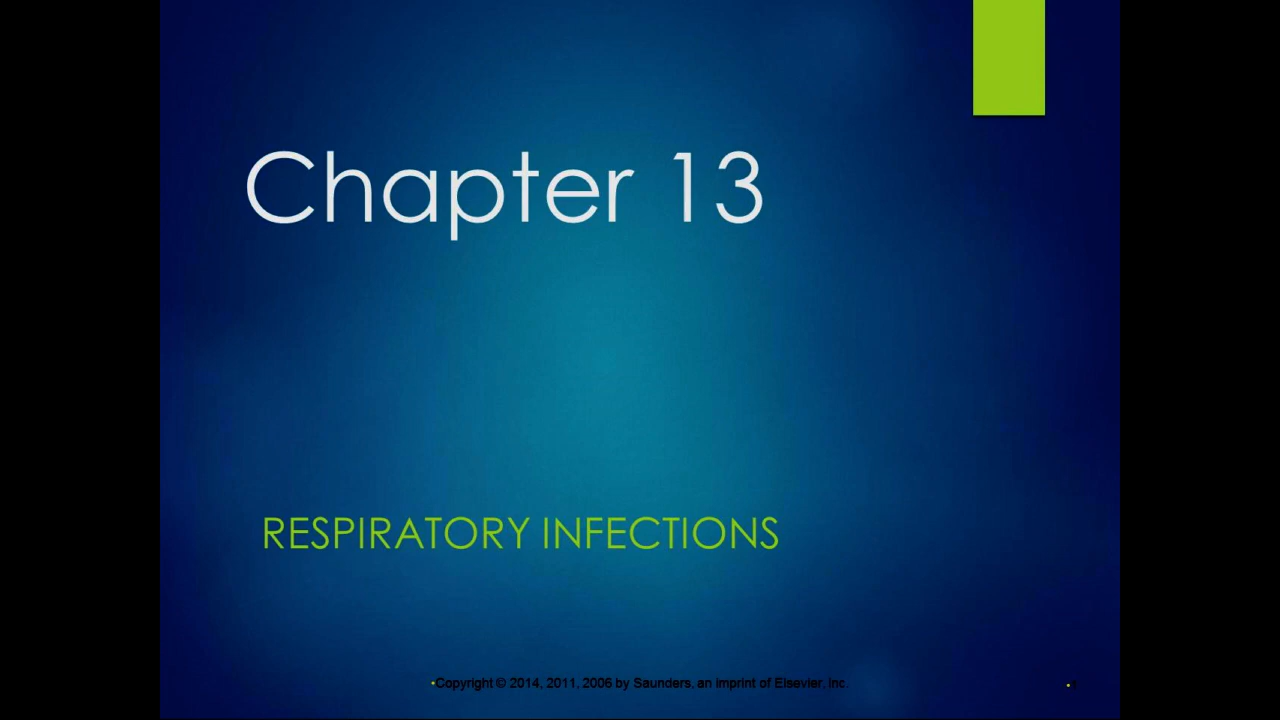 Chapter 13
RESPIRATORY INFECTIONS
•Copyright © 2014, 2011, 2006 by Saunders, an imprint of Elsevier, Inc.